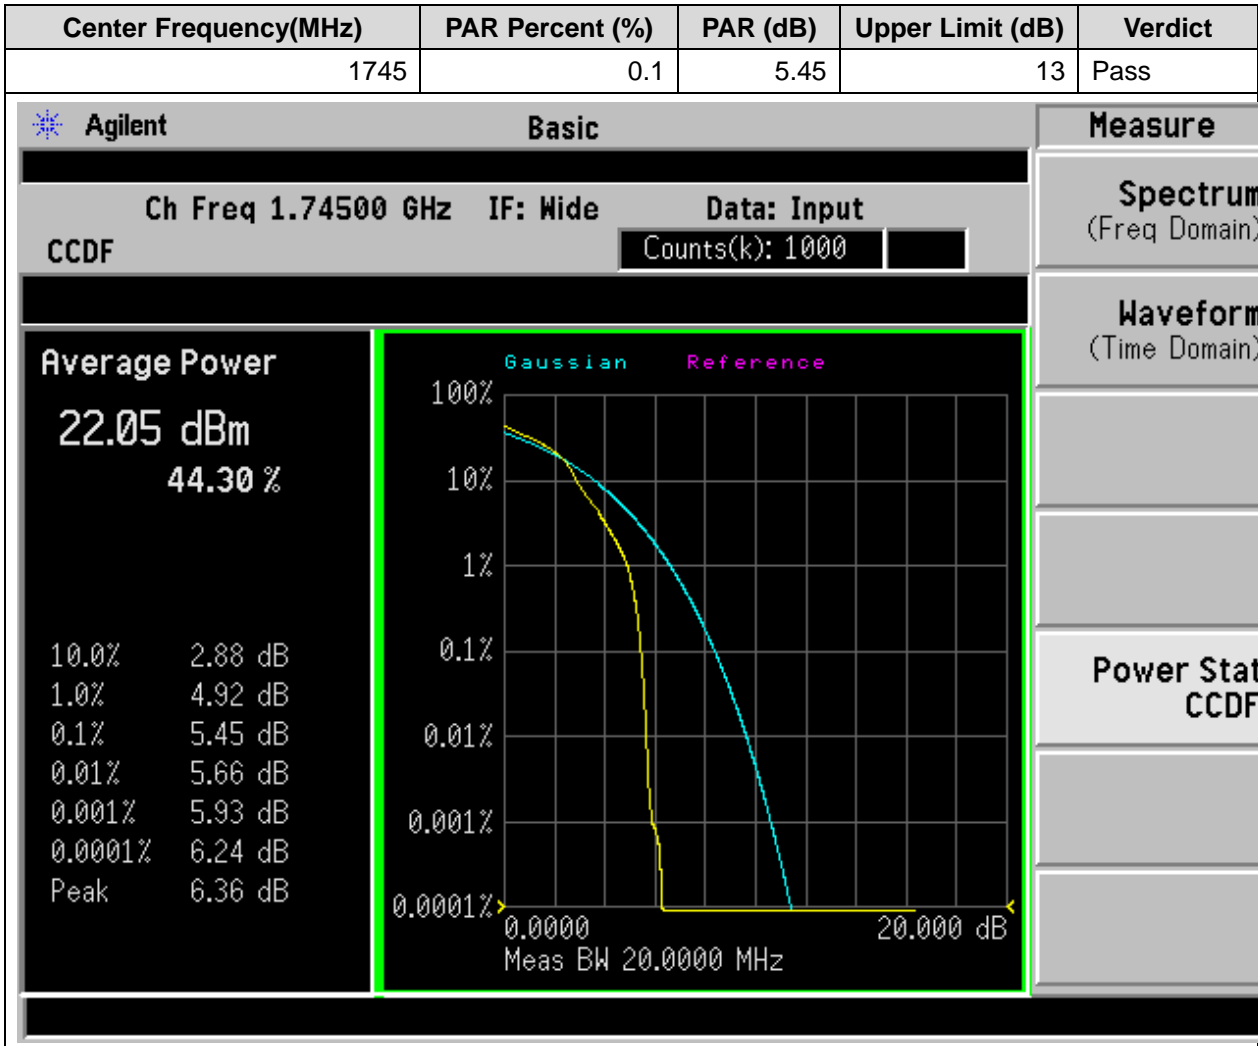 Center Frequency(MHz) PAR Percent (%) PAR (dB) Upper Limit (dB) Verdict
1745 0.1 5.45 13 Pass
Agilent Basic Measure
Ch Freq 1.74500 GHz IF: Wide Data: Input
CCDF Counts(k): 1000
Spectrum
(Freq Domain)
Waveform
(Time Domain)
Power Stat
CCDF
Average Power
22.05 dBm
44.30 %
10.0% 2.88 dB
1.0% 4.92 dB
0.1% 5.45 dB
0.01% 5.66 dB
0.001% 5.93 dB
0.0001% 6.24 dB
Peak 6.36 dB
Gaussian Reference
100%
10%
1%
0.1%
0.01%
0.001%
0.0001%
0.0000 20.000 dB
Meas BW 20.0000 MHz